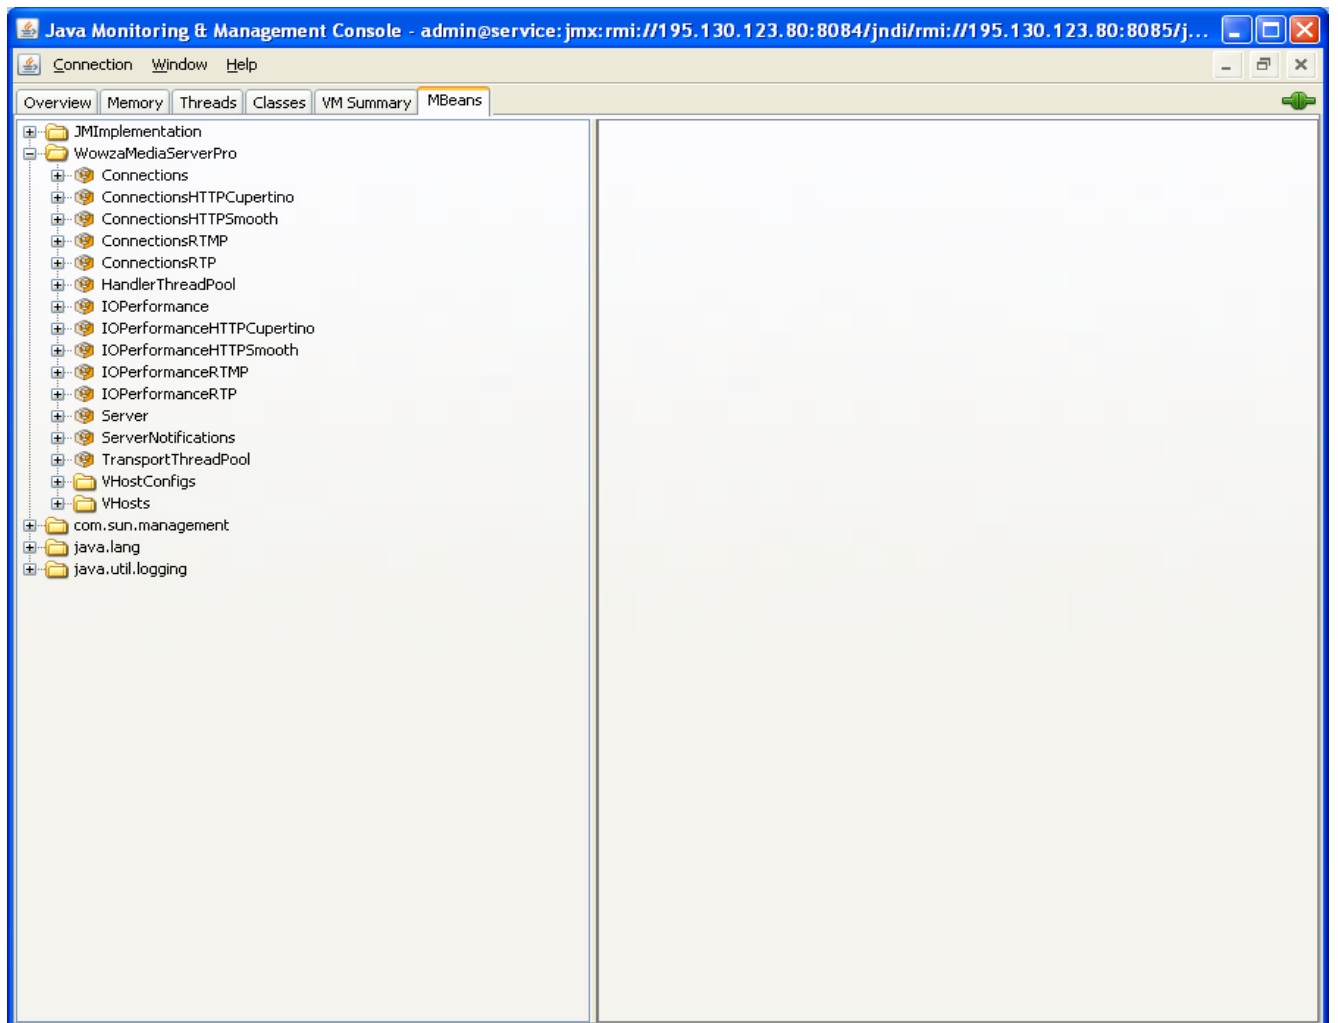 Java Monitoring & Management Console - admin@service:jmx:rmi://195.130.123.80:8084/jndi/rmi://195.130.123.80:8085/j...
Connection Window Help
Overview Memory Threads Classes VM Summary MBeans
JMImplementation
WowzaMediaServerPro
Connections
ConnectionsHTTPCupertino
ConnectionsHTTPSmooth
ConnectionsRTMP
ConnectionsRTP
HandlerThreadPool
IOPerformance
IOPerformanceHTTPCupertino
IOPerformanceHTTPSmooth
IOPerformanceRTMP
IOPerformanceRTP
Server
ServerNotifications
TransportThreadPool
VHostConfigs
VHosts
com.sun.management
java.lang
java.util.logging